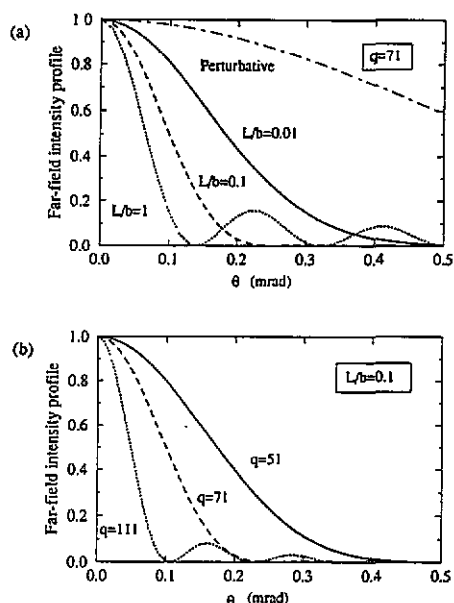 (a)
Far-field intensity profile
1.0
0.8
0.6
0.4
0.2
0.0
Perturbative
q=71
L/b=0.01
L/b=0.1
L/b=1
0.0 0.1 0.2 0.3 0.4 0.5
θ (mrad)
(b)
Far-field intensity profile
1.0
0.8
0.6
0.4
0.2
0.0
L/b=0.1
q=51
q=71
q=111
0.0 0.1 0.2 0.3 0.4 0.5
θ (mrad)